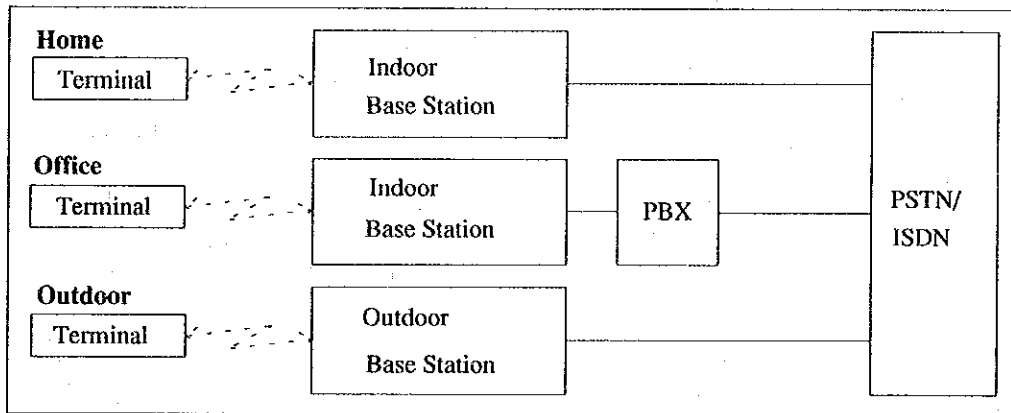 Home
Terminal
Indoor
Base Station
Office
Terminal
Indoor
Base Station
PBX
PSTN/
ISDN
Outdoor
Terminal
Outdoor
Base Station